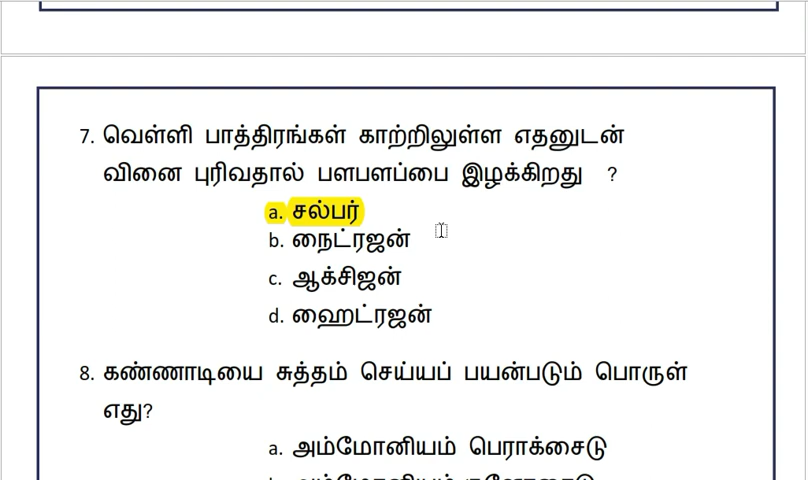 7. வெள்ளி பாத்திரங்கள் காற்றிலுள்ள எதனுடன்
வினை புரிவதால் பளபளப்பை இழக்கிறது ?
a. சல்பர்
b. நைட்ரஜன்
c. ஆக்சிஜன்
d. ஹைட்ரஜன்
8. கண்ணாடியை சுத்தம் செய்யப் பயன்படும் பொருள்
எது?
a. அம்மோனியம் பெராக்சைடு